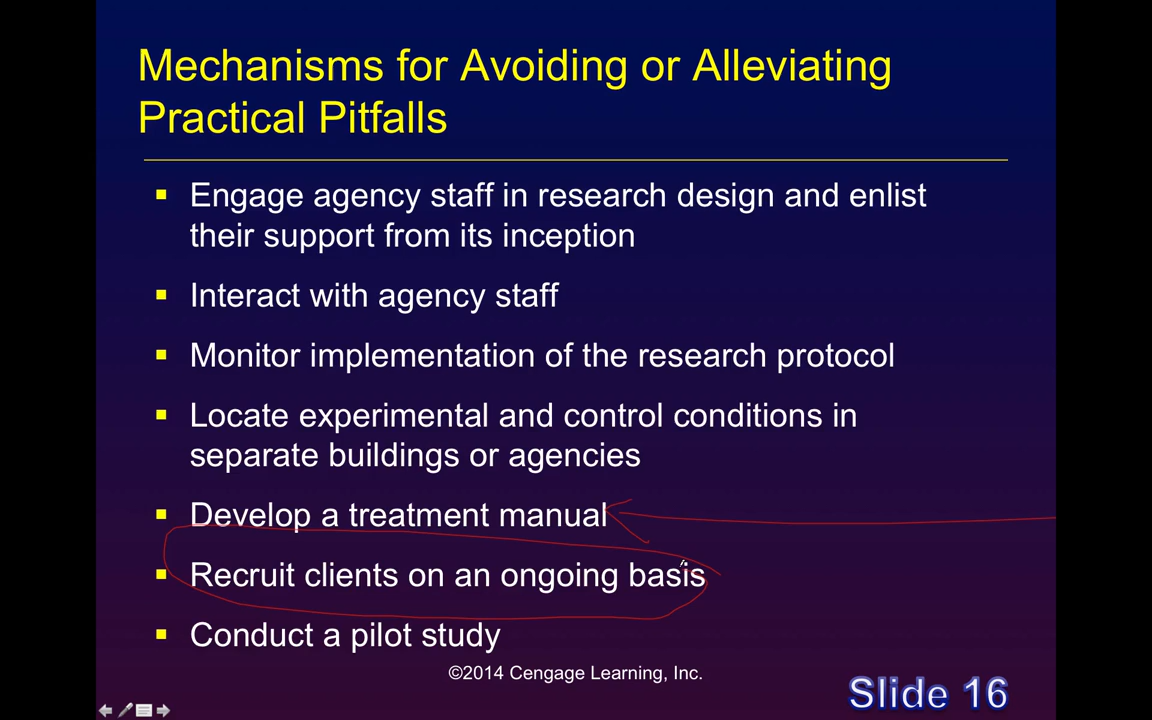 Mechanisms for Avoiding or Alleviating
Practical Pitfalls
Engage agency staff in research design and enlist
their support from its inception
Interact with agency staff
Monitor implementation of the research protocol
Locate experimental and control conditions in
separate buildings or agencies
Develop a treatment manual
Recruit clients on an ongoing basis
Conduct a pilot study
©2014 Cengage Learning, Inc.
Slide 16